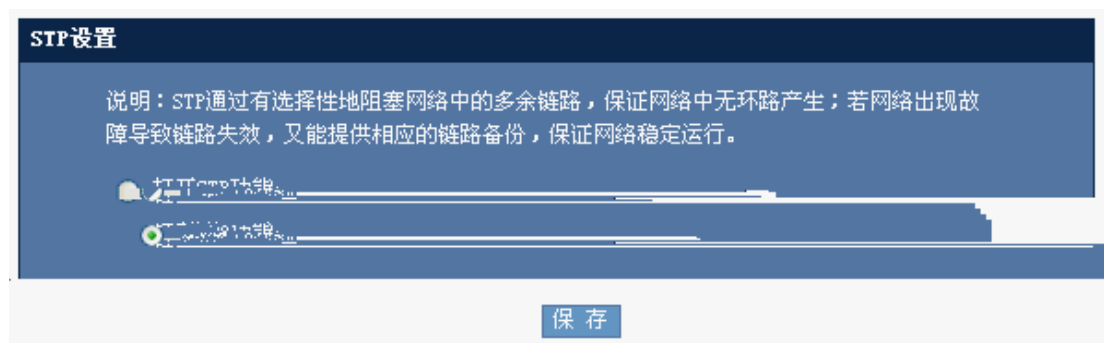 STP设置
说明：STP通过有选择性地阻塞网络中的多余链路，保证网络中无环路产生；若网络出现故
障导致链路失效，又能提供相应的链路备份，保证网络稳定运行。
保 存